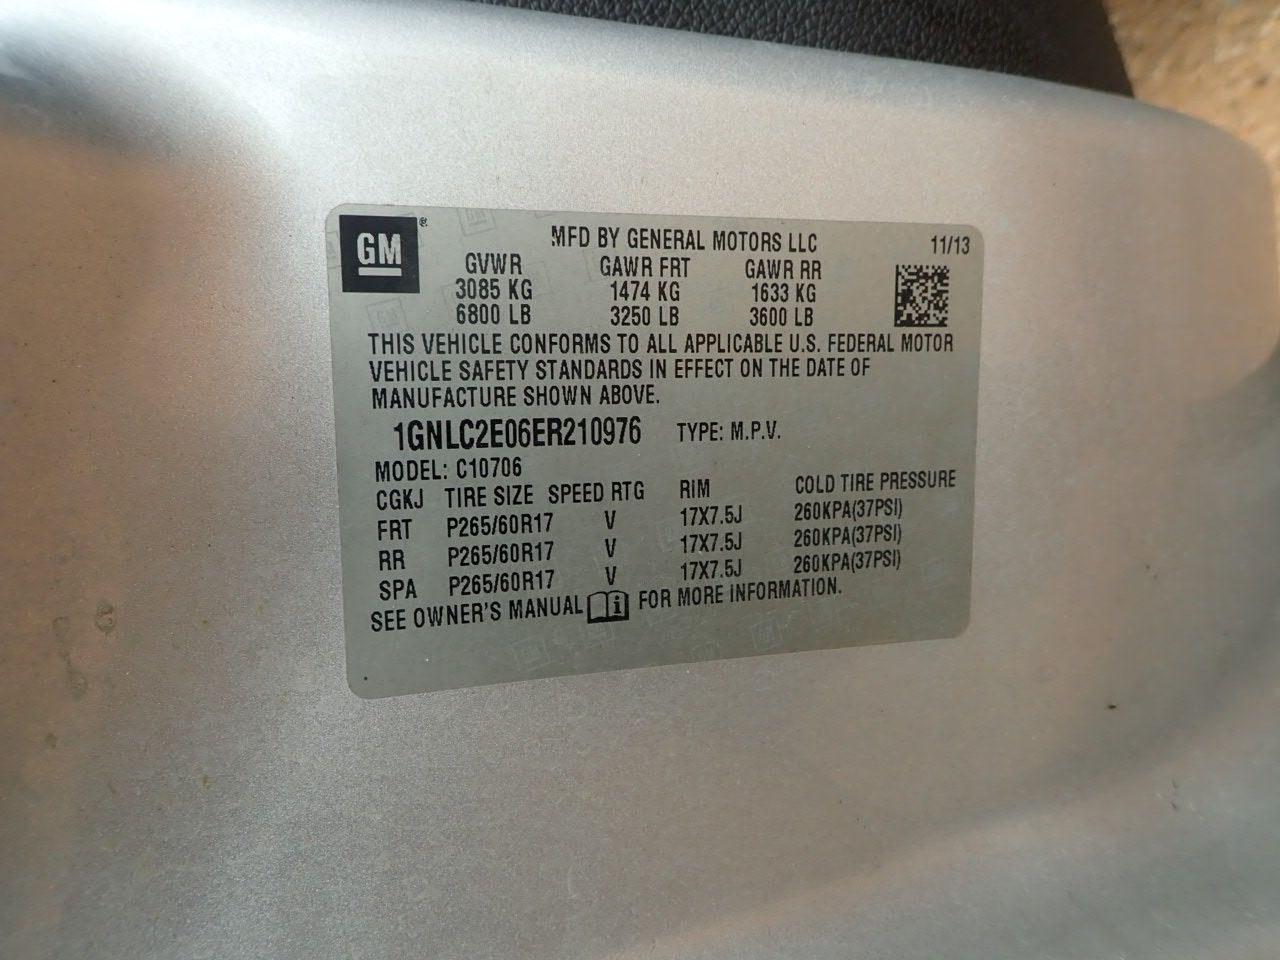 GM ®
MFD BY GENERAL MOTORS LLC 11/13
GVWR GAWR FRT GAWR RR
3085 KG 1474 KG 1633 KG
6800 LB 3250 LB 3600 LB
THIS VEHICLE CONFORMS TO ALL APPLICABLE U.S. FEDERAL MOTOR
VEHICLE SAFETY STANDARDS IN EFFECT ON THE DATE OF
MANUFACTURE SHOWN ABOVE.
1GNLC2E06ER210976 TYPE: M.P.V.
MODEL: C10706
CGKJ TIRE SIZE SPEED RTG RIM COLD TIRE PRESSURE
FRT P265/60R17 V 17X7.5J 260KPA(37PSI)
RR P265/60R17 V 17X7.5J 260KPA(37PSI)
SPA P265/60R17 V 17X7.5J 260KPA(37PSI)
SEE OWNER'S MANUAL i FOR MORE INFORMATION.